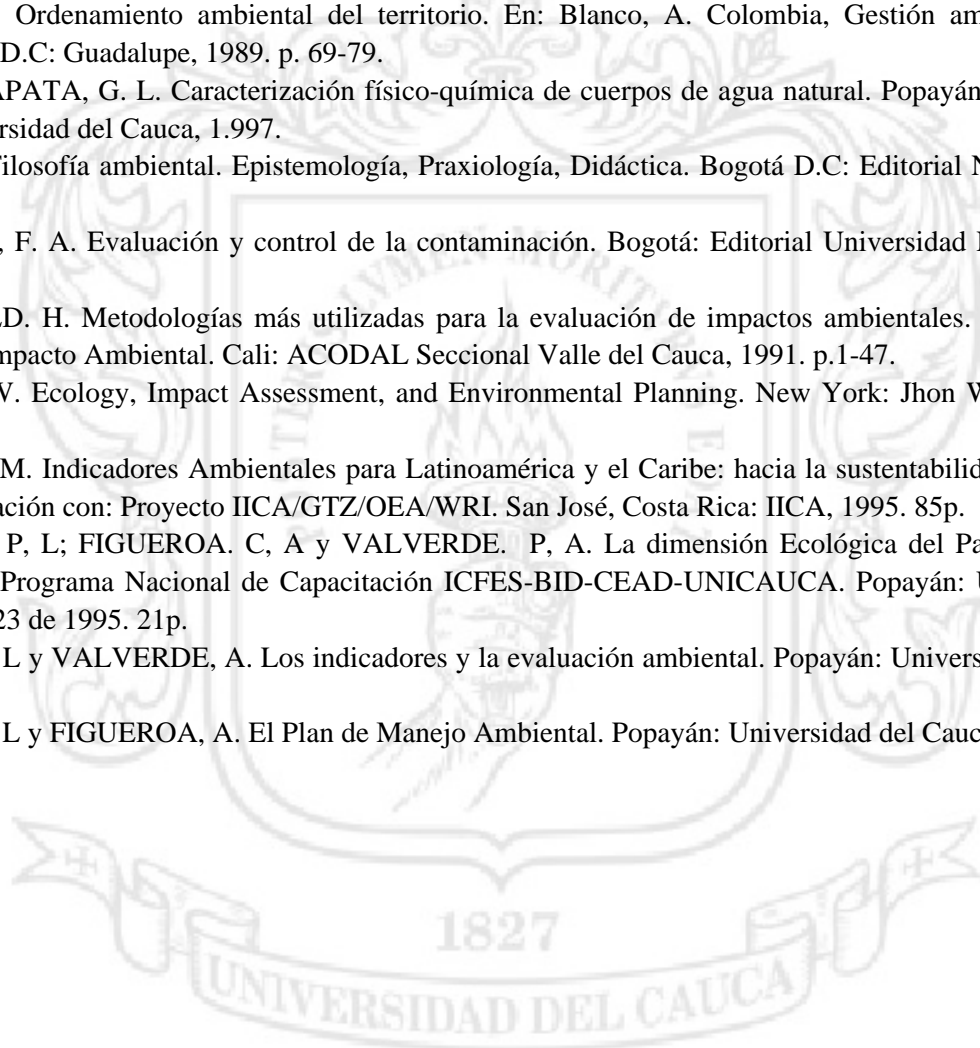 Ordenamiento ambiental del territorio. En: Blanco, A. Colombia, Gestión am
D.C: Guadalupe, 1989. p. 69-79.
APATA, G. L. Caracterización físico-química de cuerpos de agua natural. Popayán
rsidad del Cauca, 1.997.
Filosofía ambiental. Epistemología, Praxiología, Didáctica. Bogotá D.C: Editorial N
, F. A. Evaluación y control de la contaminación. Bogotá: Editorial Universidad
D. H. Metodologías más utilizadas para la evaluación de impactos ambientales.
mpacto Ambiental. Cali: ACODAL Seccional Valle del Cauca, 1991. p.1-47.
W. Ecology, Impact Assessment, and Environmental Planning. New York: Jhon W
M. Indicadores Ambientales para Latinoamérica y el Caribe: hacia la sustentabilid
ación con: Proyecto IICA/GTZ/OEA/WRI. San José, Costa Rica: IICA, 1995. 85p.
P, L; FIGUEROA. C, A y VALVERDE. P, A. La dimensión Ecológica del Pa
Programa Nacional de Capacitación ICFES-BID-CEAD-UNICAUCA. Popayán: U
23 de 1995. 21p.
L y VALVERDE, A. Los indicadores y la evaluación ambiental. Popayán: Univers
L y FIGUEROA, A. El Plan de Manejo Ambiental. Popayán: Universidad del Cauc
1827
UNIVERSIDAD DEL CAUCA